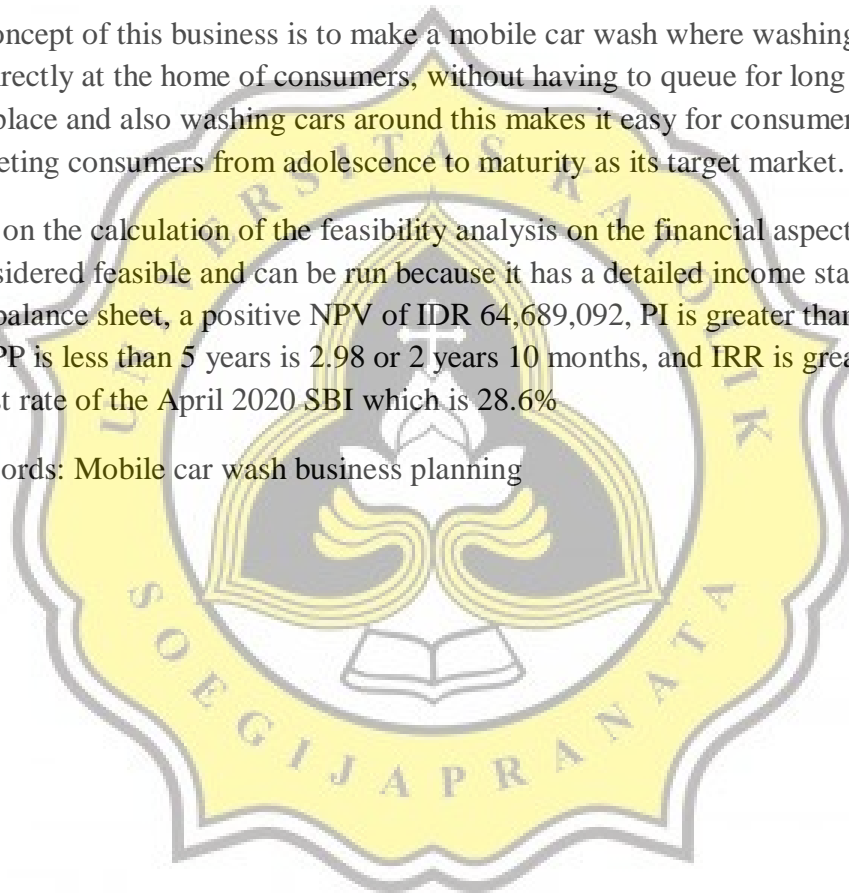 oncept of this business is to make a mobile car wash where washing
rectly at the home of consumers, without having to queue for long
place and also washing cars around this makes it easy for consumer
eting consumers from adolescence to maturity as its target market.
on the calculation of the feasibility analysis on the financial aspect
sidered feasible and can be run because it has a detailed income sta
balance sheet, a positive NPV of IDR 64,689,092, PI is greater than
PP is less than 5 years is 2.98 or 2 years 10 months, and IRR is grea
st rate of the April 2020 SBI which is 28.6%
ords: Mobile car wash business planning
UNIVERSITAS KATOLIK
SOEGIJAPRANATA